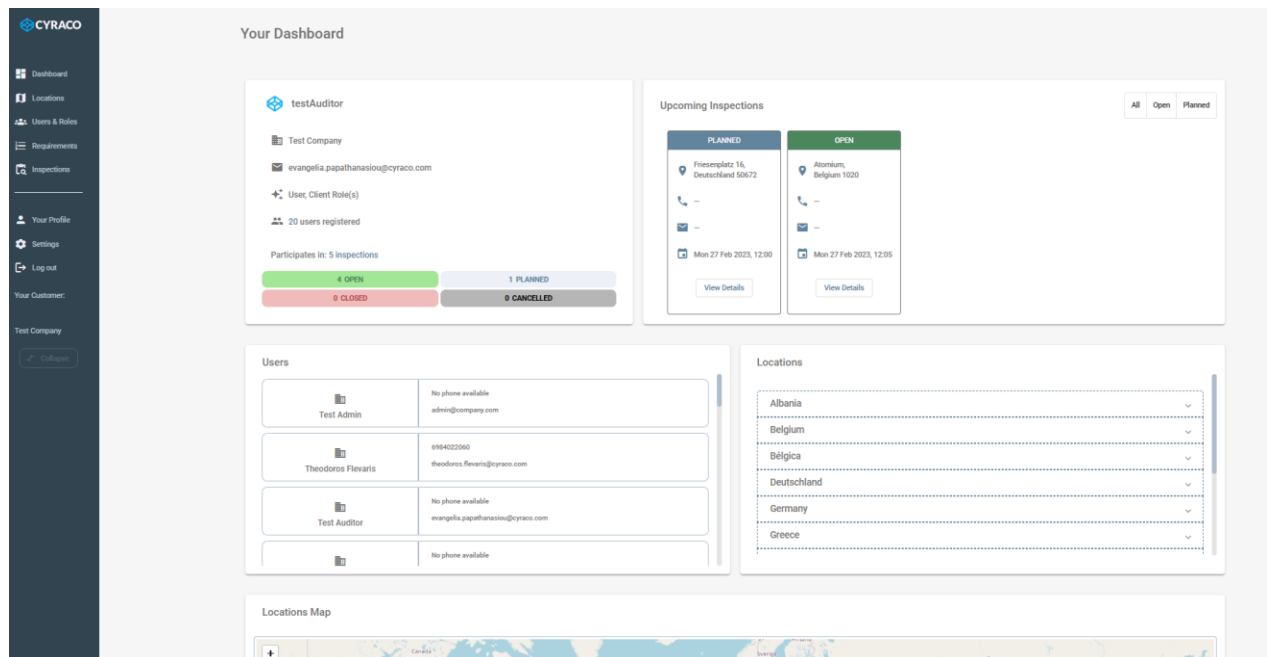 CYRACO
Dashboard
Locations
Users & Roles
Requirements
Inspections
Your Profile
Settings
Log out
Your Customer:
Test Company
Collapse
Your Dashboard
testAuditor
Test Company
evangelia.papathanasiou@cyraco.com
User, Client Role(s)
20 users registered
Participates in: 5 inspections
4 OPEN
1 PLANNED
0 CLOSED
0 CANCELLED
Upcoming Inspections
All
Open
Planned
PLANNED
Friesenplatz 16,
Deutschland 50672
–
–
Mon 27 Feb 2023, 12:00
View Details
OPEN
Atomium,
Belgium 1020
–
–
Mon 27 Feb 2023, 12:05
View Details
Users
Test Admin
No phone available
admin@company.com
Theodoros Flevaris
6984022060
theodoros.flevaris@cyraco.com
Test Auditor
No phone available
evangelia.papathanasiou@cyraco.com
No phone available
Locations
Albania
Belgium
Bélgica
Deutschland
Germany
Greece
Locations Map
+
Canada
Sverige